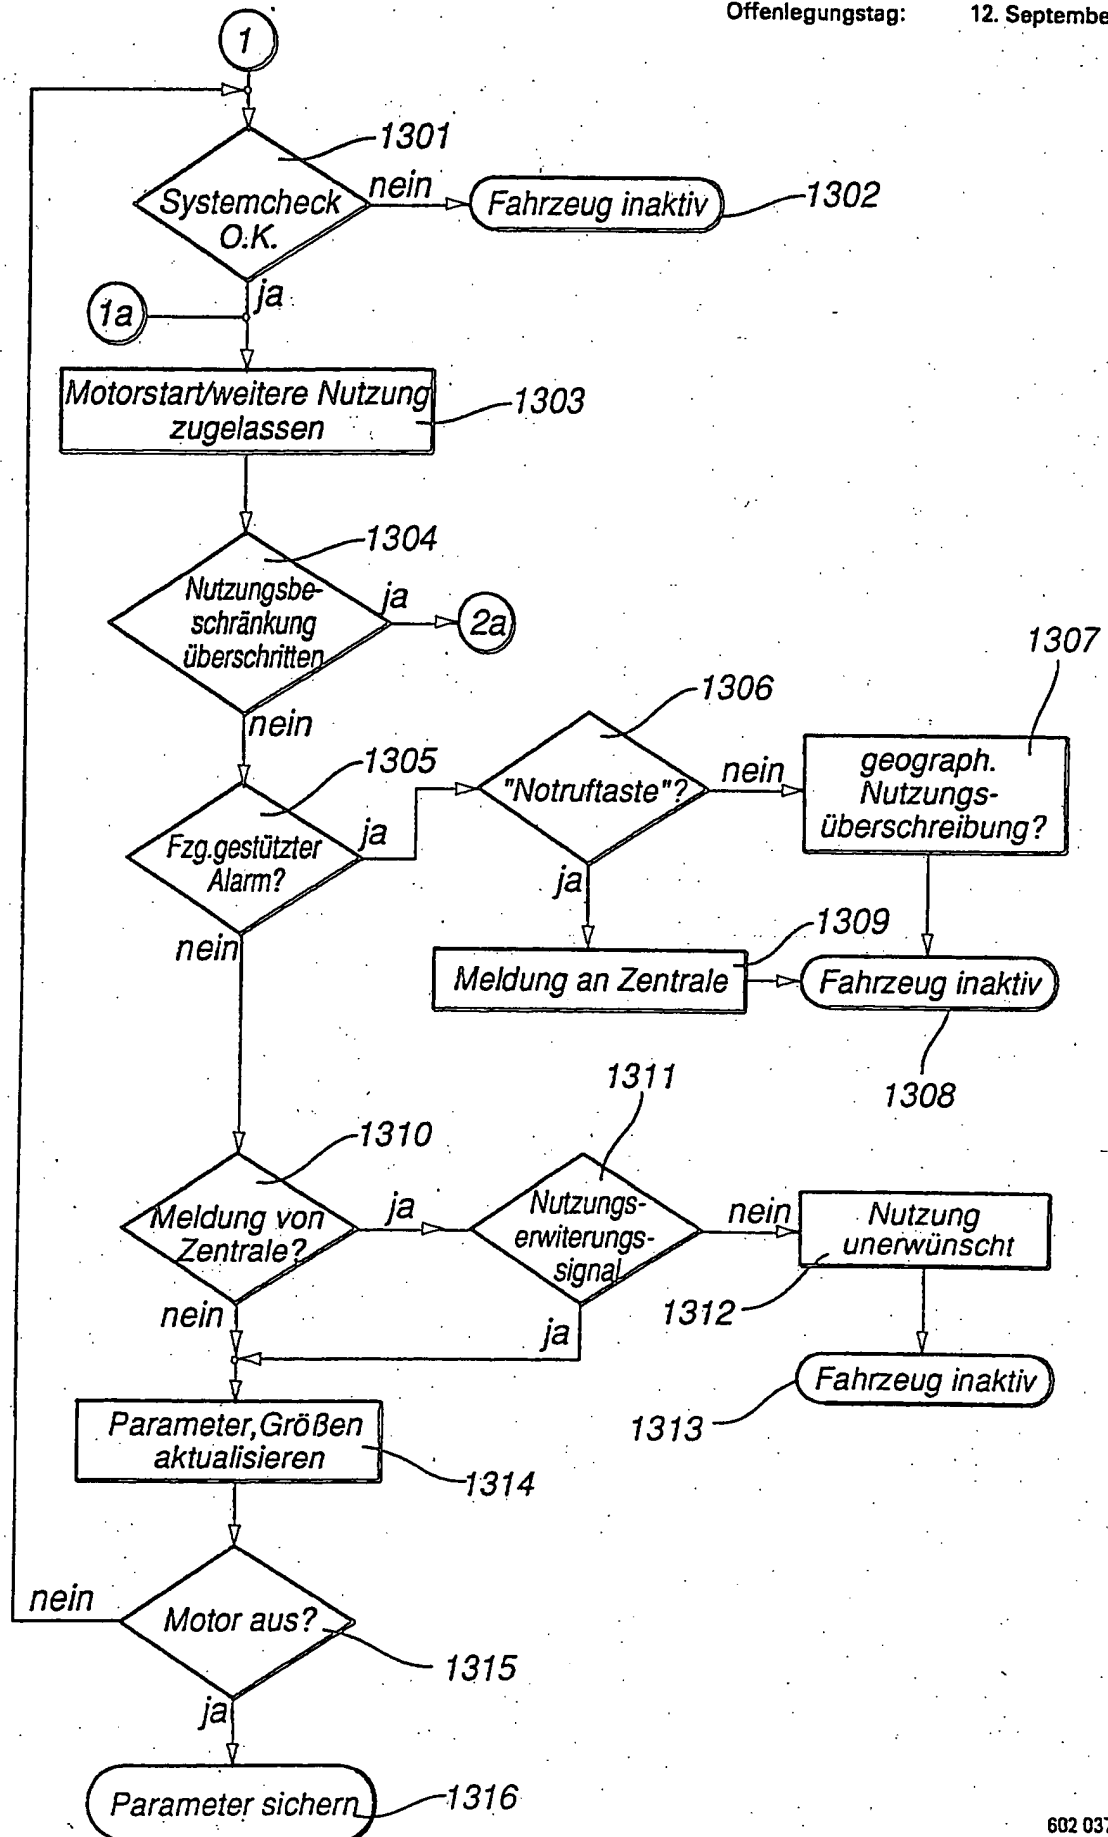 Offenlegungstag: 12. Septembe
1
1301
Systemcheck
O.K.
nein
Fahrzeug inaktiv
1302
ja
1a
Motorstart/weitere Nutzung
zugelassen
1303
1304
Nutzungsbe-
schränkung
überschritten
ja
2a
nein
1305
Fzg.gestützter
Alarm?
ja
1306
"Notruftaste"?
nein
1307
geograph.
Nutzungs-
überschreibung?
ja
nein
1309
Meldung an Zentrale
Fahrzeug inaktiv
1308
1310
Meldung von
Zentrale?
ja
1311
Nutzungs-
erwiterungs-
signal
nein
Nutzung
unerwünscht
1312
nein
ja
Fahrzeug inaktiv
1313
Parameter,Größen
aktualisieren
1314
nein
Motor aus?
1315
ja
Parameter sichern
1316
602 037